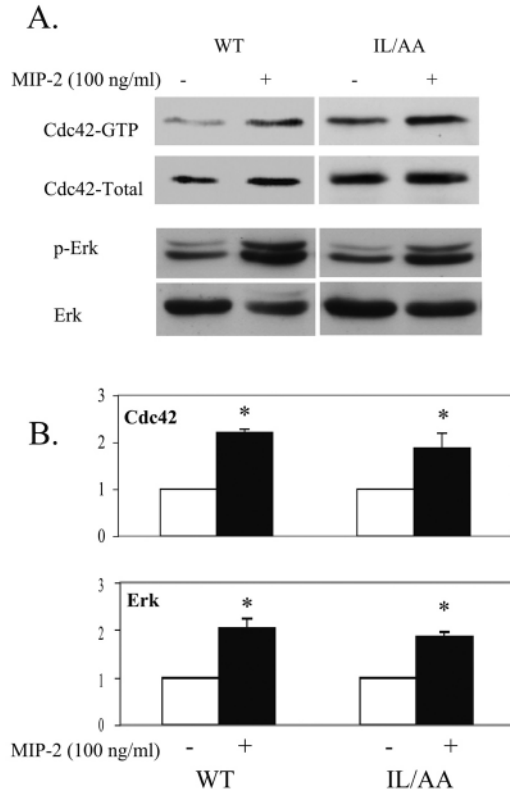 A.
WT IL/AA
MIP-2 (100 ng/ml) - + - +
Cdc42-GTP
Cdc42-Total
p-Erk
Erk
B.
3
Cdc42
* *
2
1
0
3
Erk
* *
2
1
0
MIP-2 (100 ng/ml) - + - +
WT IL/AA